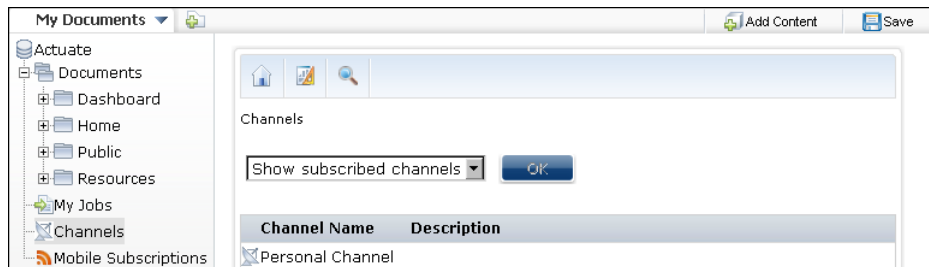 My Documents
Add Content
Save
Actuate
Documents
Dashboard
Home
Public
Resources
My Jobs
Channels
Mobile Subscriptions
Channels
Show subscribed channels
OK
Channel Name Description
Personal Channel